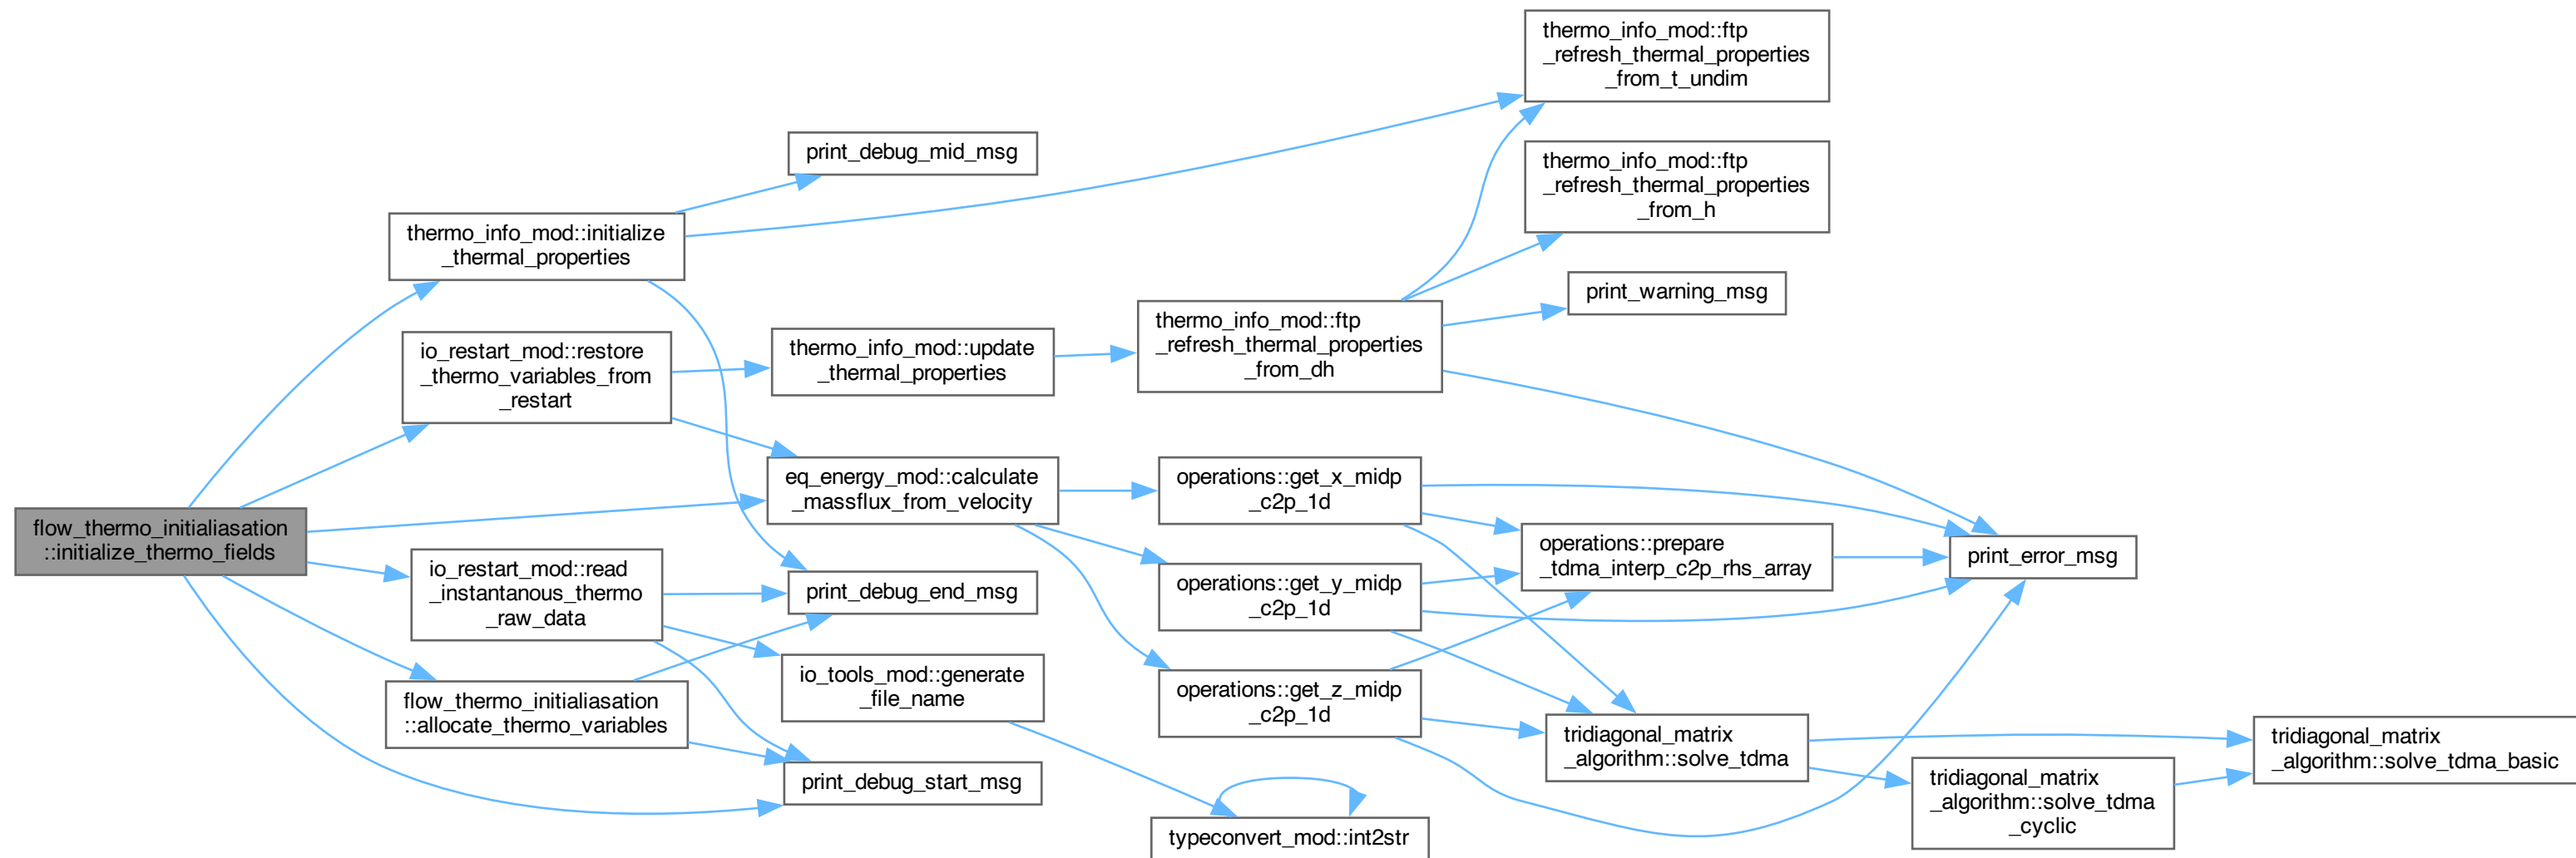 flow_thermo_initialiasation
::initialize_thermo_fields
thermo_info_mod::initialize
_thermal_properties
io_restart_mod::restore
_thermo_variables_from
_restart
io_restart_mod::read
_instantanous_thermo
_raw_data
flow_thermo_initialiasation
::allocate_thermo_variables
print_debug_mid_msg
thermo_info_mod::update
_thermal_properties
eq_energy_mod::calculate
_massflux_from_velocity
print_debug_end_msg
io_tools_mod::generate
_file_name
print_debug_start_msg
thermo_info_mod::ftp
_refresh_thermal_properties
_from_dh
operations::get_x_midp
_c2p_1d
operations::get_y_midp
_c2p_1d
operations::get_z_midp
_c2p_1d
typeconvert_mod::int2str
thermo_info_mod::ftp
_refresh_thermal_properties
_from_t_undim
thermo_info_mod::ftp
_refresh_thermal_properties
_from_h
print_warning_msg
operations::prepare
_tdma_interp_c2p_rhs_array
tridiagonal_matrix
_algorithm::solve_tdma
print_error_msg
tridiagonal_matrix
_algorithm::solve_tdma
_cyclic
tridiagonal_matrix
_algorithm::solve_tdma_basic